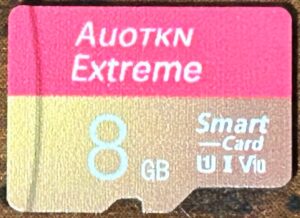 AUOTKN
Extreme
8 GB
Smart
—Card
U1 I V10